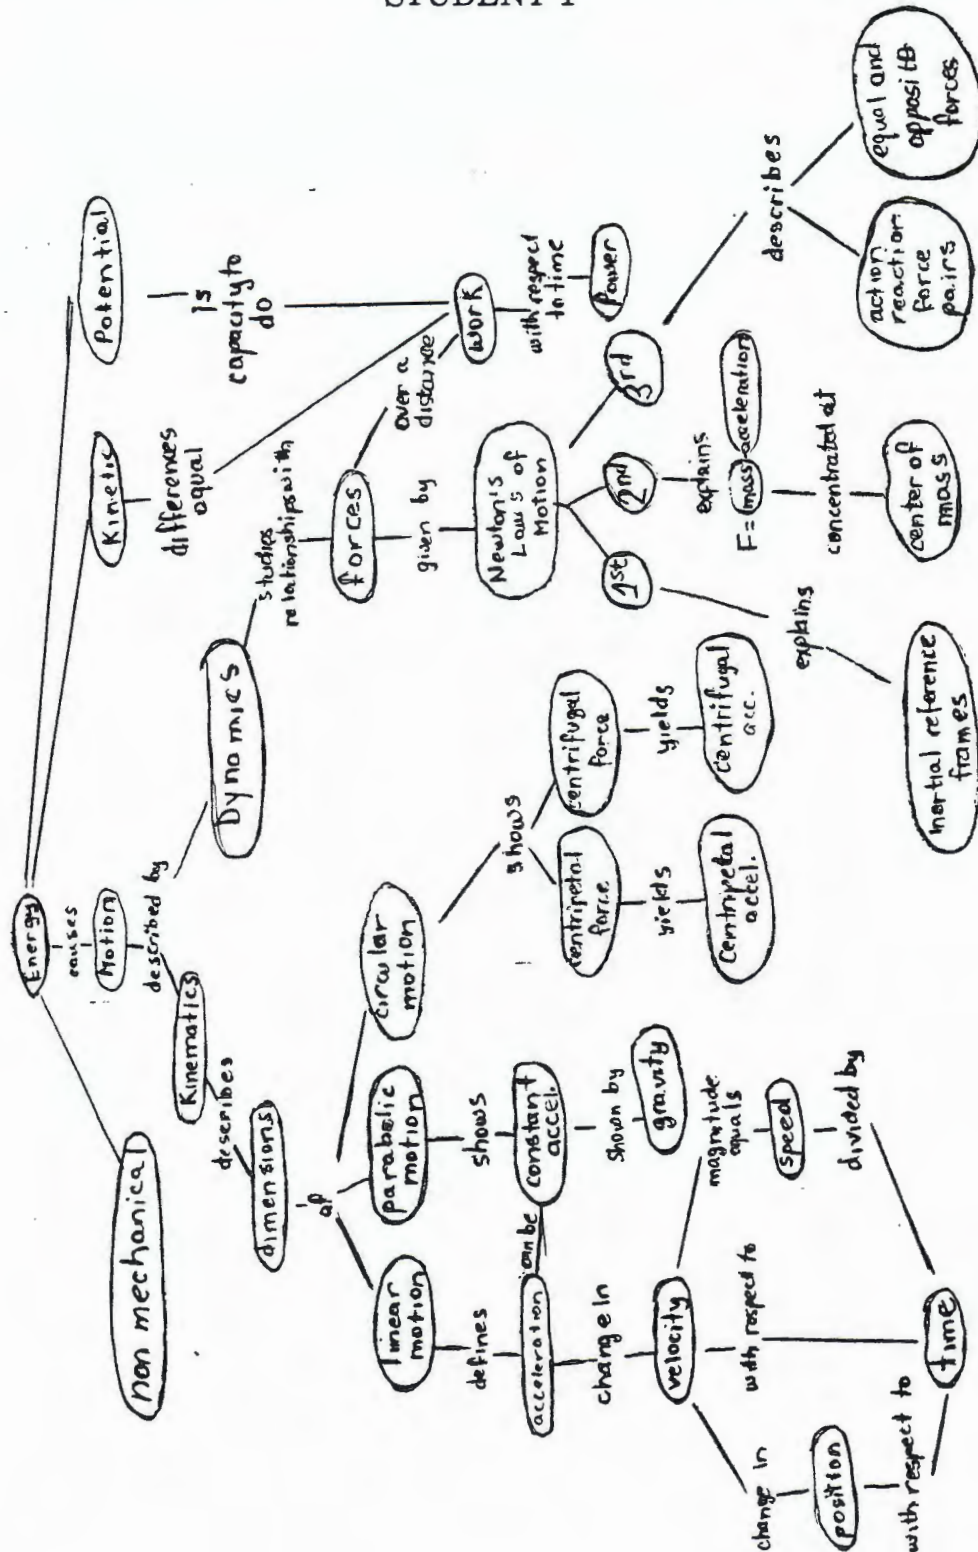 STUDENT I
Energy
causes
Motion
described by
non mechanical
Kinetic
differences
equal
Potential
is
capacity to
do
Kinematics
describes
dimensions
of
Dynamics
studies
relationships with
forces
over a
distance
work
with respect
to time
Power
given by
Newton's
Laws of
Motion
1st
2nd
3rd
explains
inertial reference
frames
explains
F = mass · acceleration
concentrated at
center of
mass
describes
action
reaction
force
pairs
equal and
opposite
forces
linear
motion
defines
acceleration
can be
change in
velocity
change in
position
with respect to
with respect to
time
parabolic
motion
shows
constant
accel.
shown by
gravity
magnitude
equals
speed
divided by
circular
motion
shows
centripetal
force
yields
centripetal
accel.
centrifugal
force
yields
centrifugal
acc.